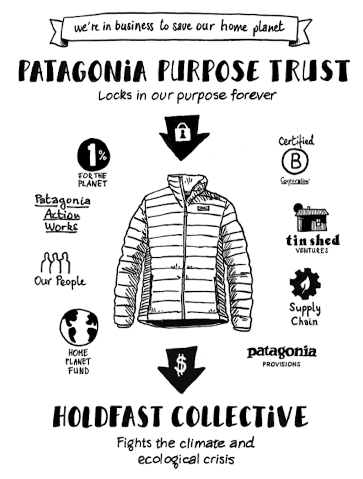 we're in business to save our home planet
PATAGONiA PURPOSE TRUST
Locks in our purpose forever
1%
FOR THE
PLANET
Patagonia
Action
Works
Our People
HOME
PLANET
FUND
Certified
B
Corporation
tin shed
VENTURES
Supply
Chain
patagonia
PROVISIONS
$
HOLDFAST COLLECTiVE
Fights the climate and
ecological crisis